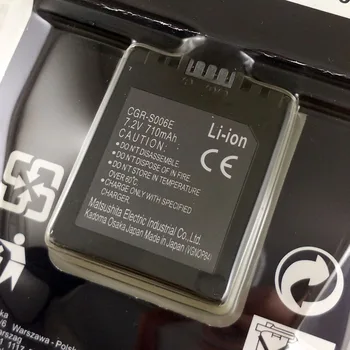 CGR-S006E
7.2V 710mAh
Li-ion
CAUTION:
•DO NOT DISASSEMBLE
•DO NOT DISPOSE OF IN FIRE
•DO NOT STORE IN TEMPERATURE
OVER 60°C
•CHARGE ONLY WITH SPECIFIED
CHARGER.
CE
Matsushita Electric Industrial Co.,Ltd.
Kadoma Osaka Japan Made in Japan (VGNOP84)
Warszawa - Pols